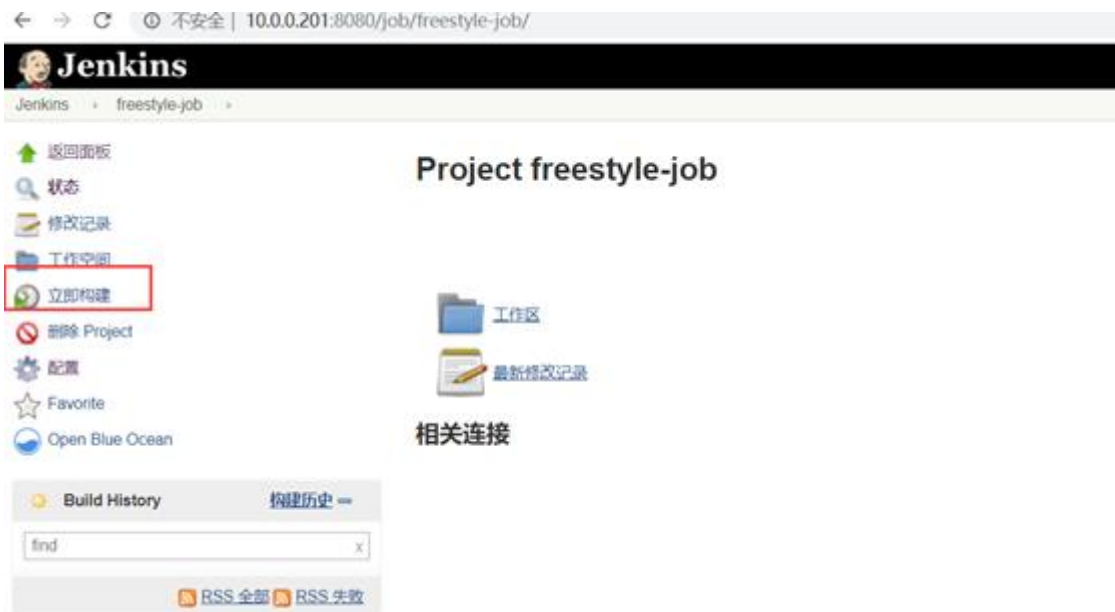 不安全 | 10.0.0.201:8080/job/freestyle-job/
Jenkins
Jenkins › freestyle-job ›
返回面板
状态
修改记录
工作空间
立即构建
删除 Project
配置
Favorite
Open Blue Ocean
Build History 构建历史
find x
RSS 全部 RSS 失败
Project freestyle-job
工作区
最新修改记录
相关连接